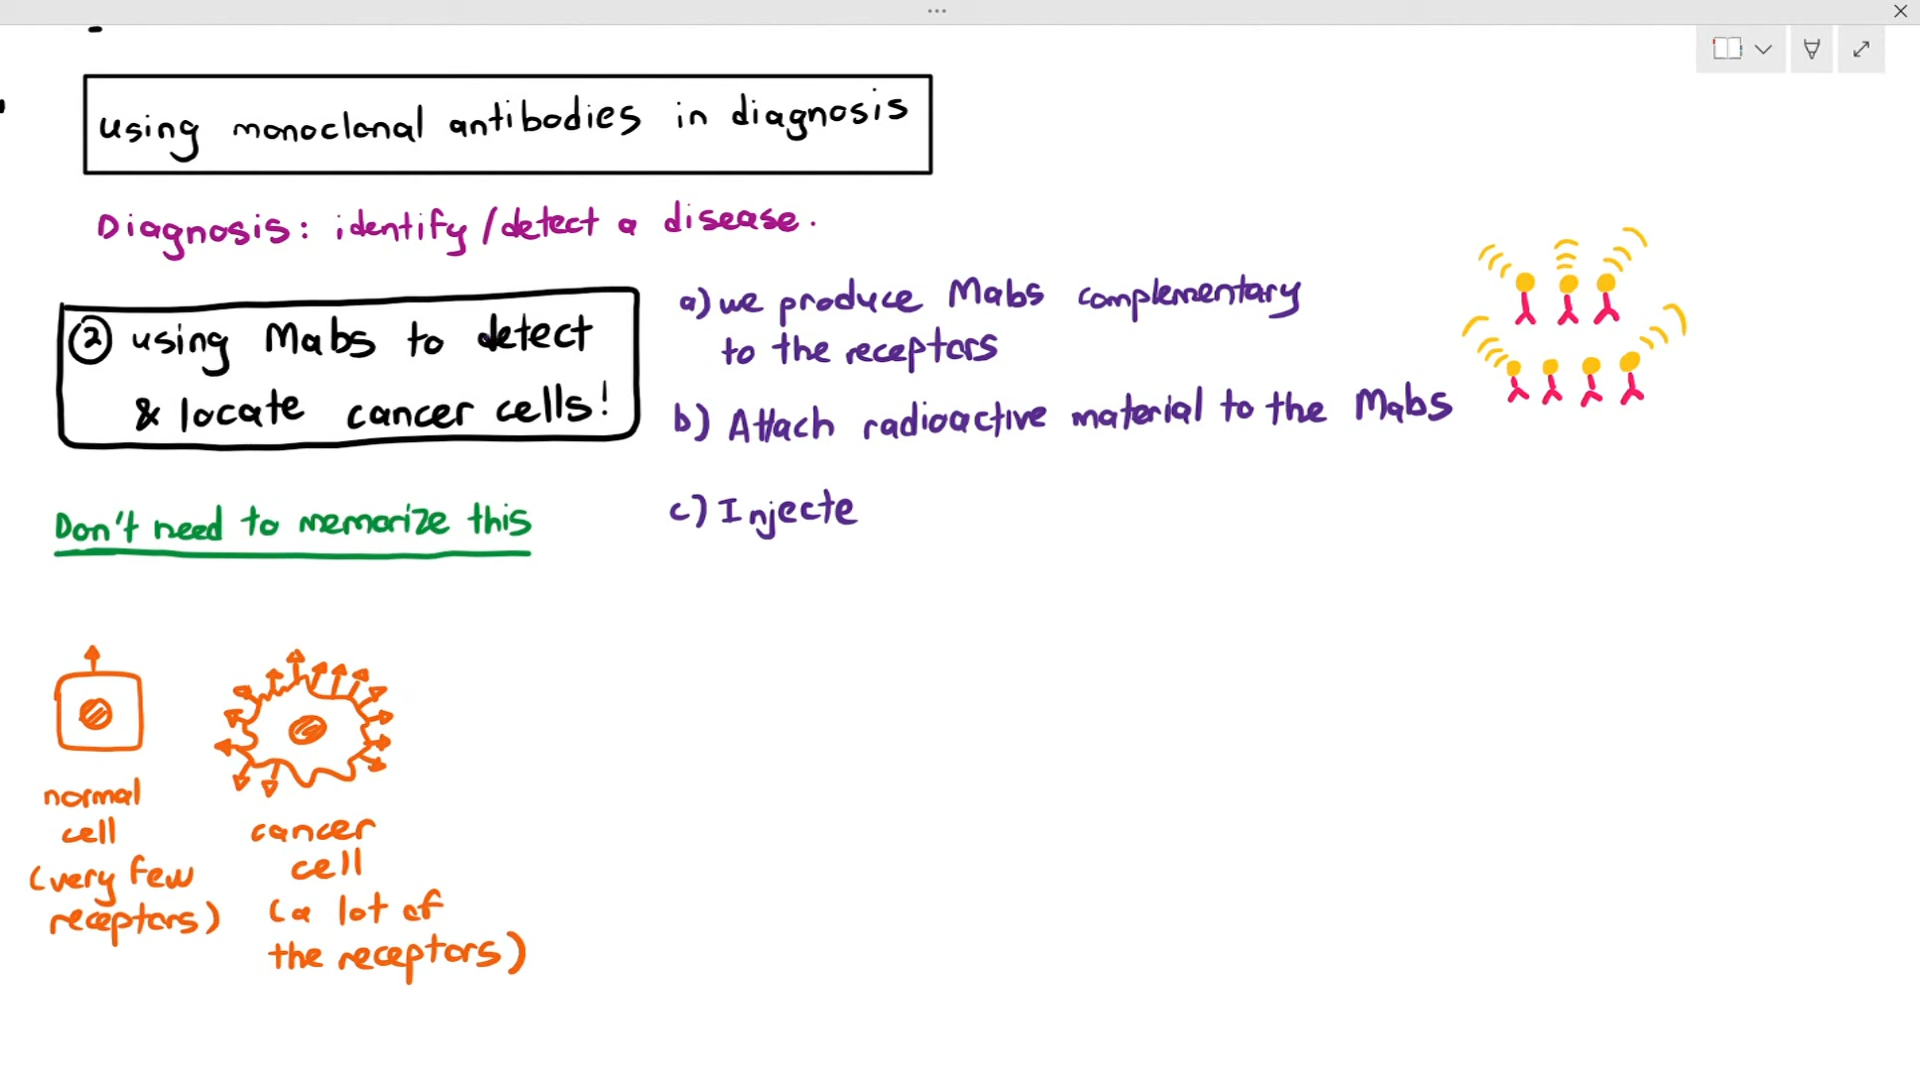 using monoclonal antibodies in diagnosis
Diagnosis: identify/detect a disease.
② using Mabs to detect
& locate cancer cells!
Don't need to memorize this
a) we produce Mabs complementary
to the receptors
b) Attach radioactive material to the Mabs
c) Injecte
normal
cell
(very few
receptors)
cancer
cell
(a lot of
the receptors)